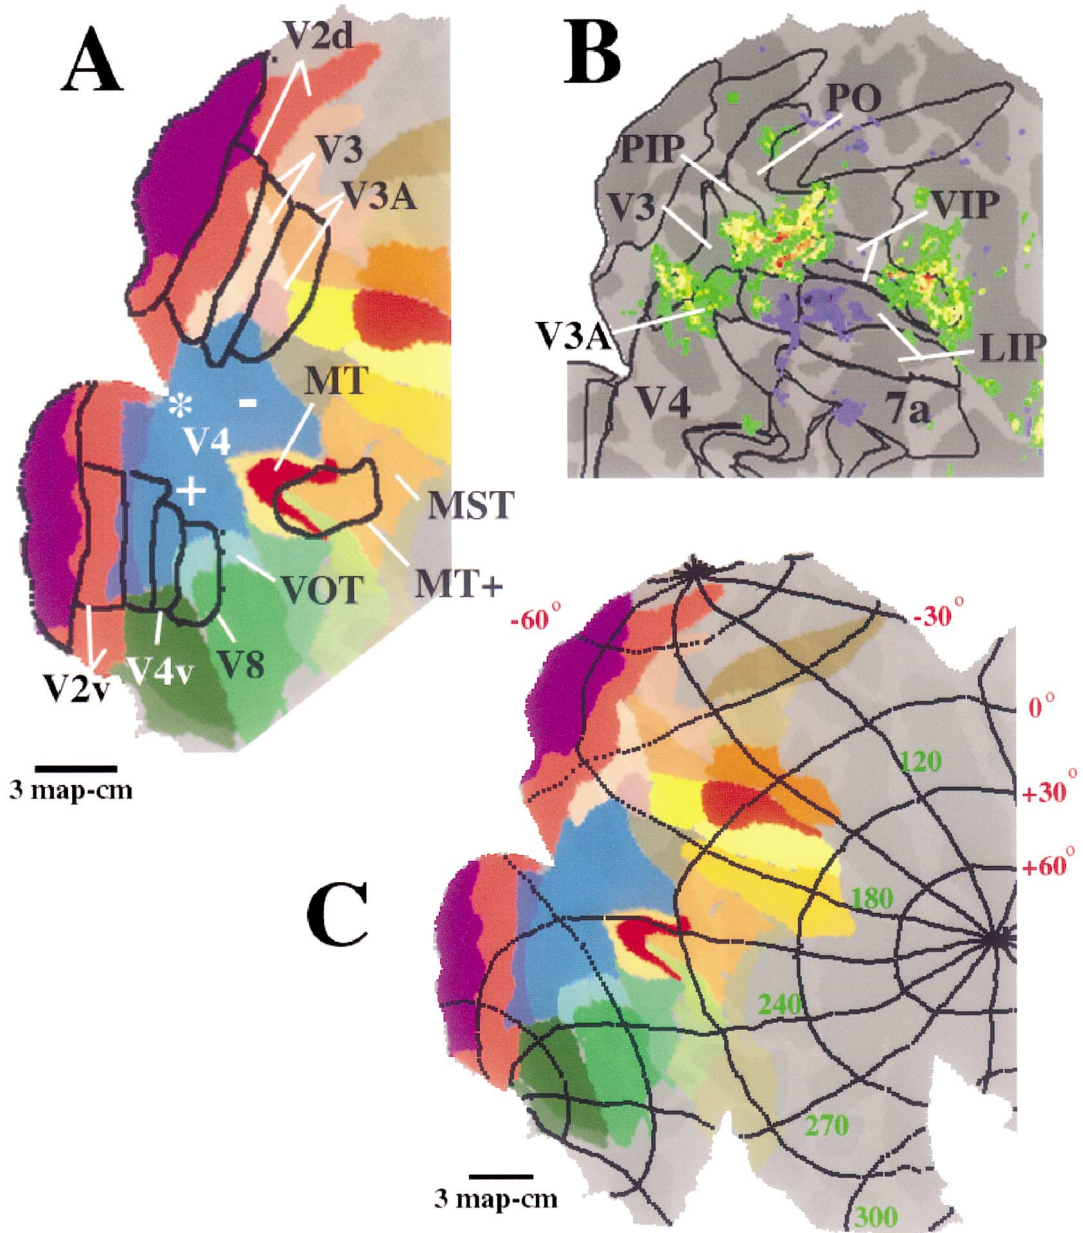 A
V2d
V3
V3A
MT
*
-
V4
+
MST
MT+
VOT
V8
V4v
V2v
3 map-cm
B
PO
PIP
V3
VIP
V3A
LIP
V4
7a
C
-60°
-30°
0°
120
+30°
+60°
180
240
270
300
3 map-cm